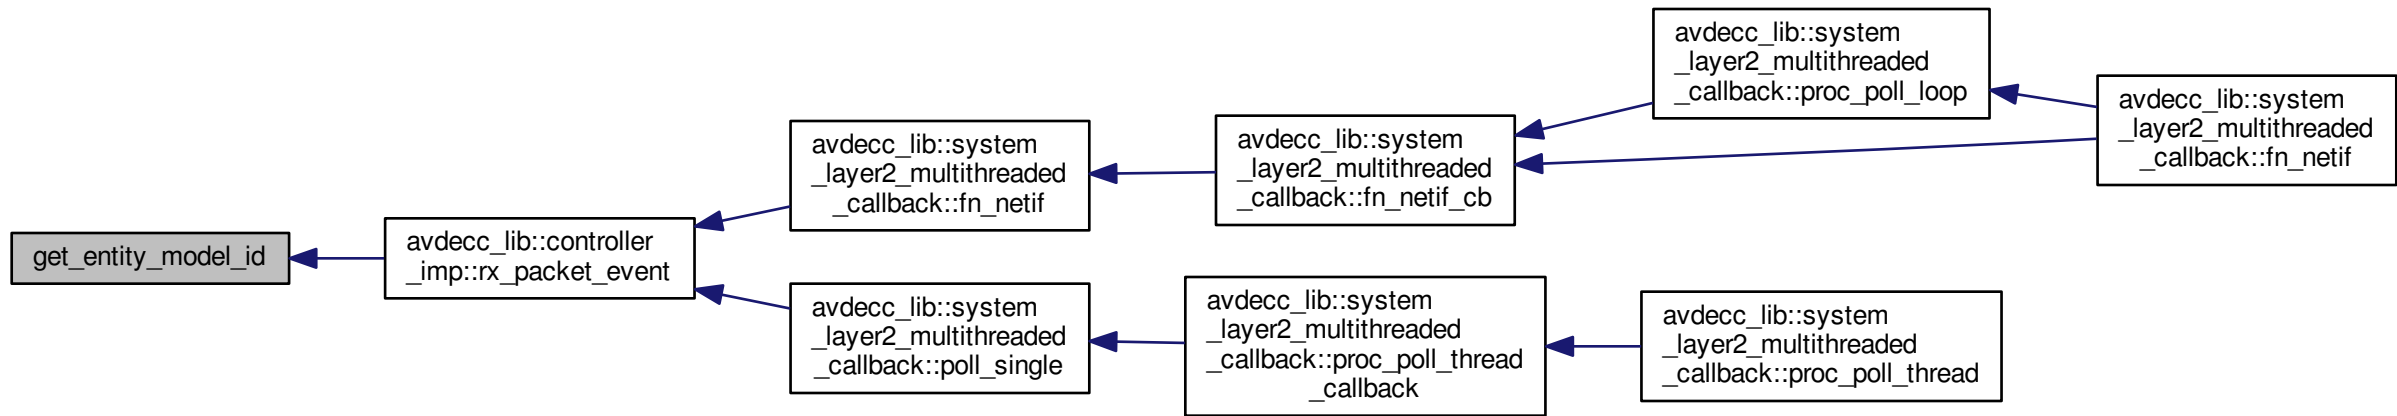 get_entity_model_id
avdecc_lib::controller
_imp::rx_packet_event
avdecc_lib::system
_layer2_multithreaded
_callback::fn_netif
avdecc_lib::system
_layer2_multithreaded
_callback::poll_single
avdecc_lib::system
_layer2_multithreaded
_callback::fn_netif_cb
avdecc_lib::system
_layer2_multithreaded
_callback::proc_poll_thread
_callback
avdecc_lib::system
_layer2_multithreaded
_callback::proc_poll_loop
avdecc_lib::system
_layer2_multithreaded
_callback::proc_poll_thread
avdecc_lib::system
_layer2_multithreaded
_callback::fn_netif